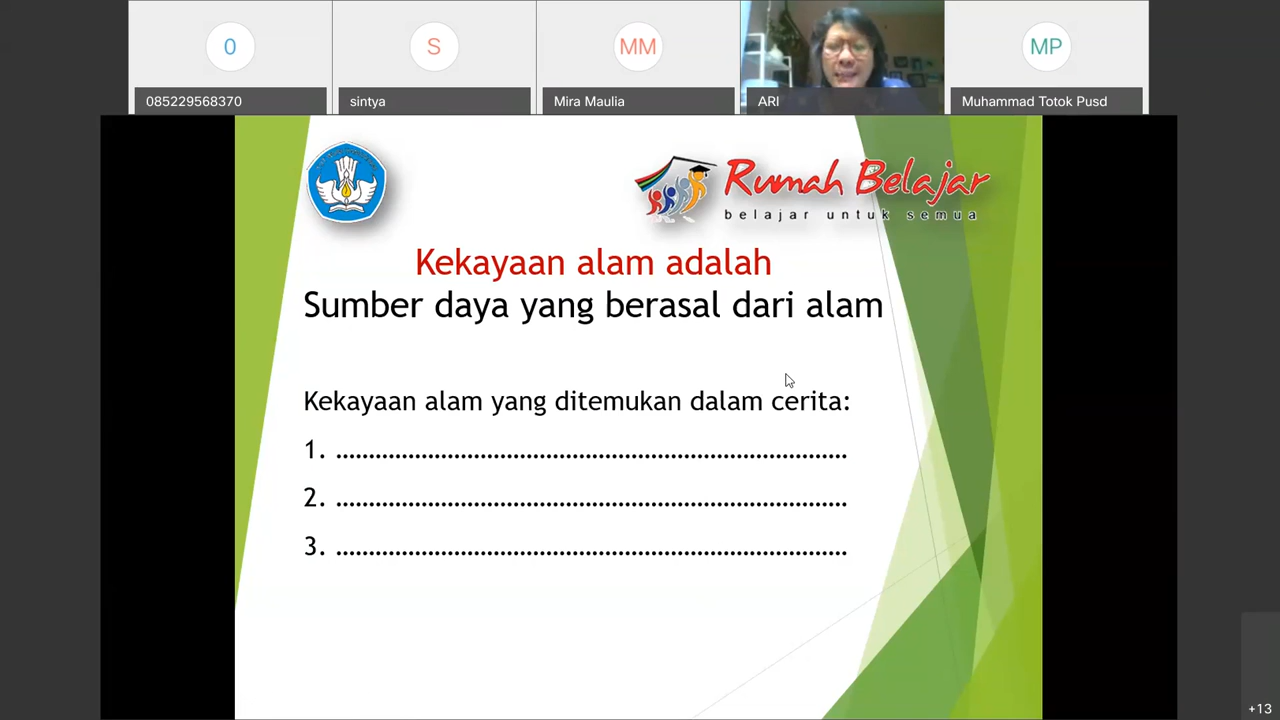 0
S
MM
MP
085229568370
sintya
Mira Maulia
ARI
Muhammad Totok Pusd
Rumah Belajar
belajar untuk semua
Kekayaan alam adalah
Sumber daya yang berasal dari alam
Kekayaan alam yang ditemukan dalam cerita:
1. ................................................................
2. ................................................................
3. ................................................................
+13